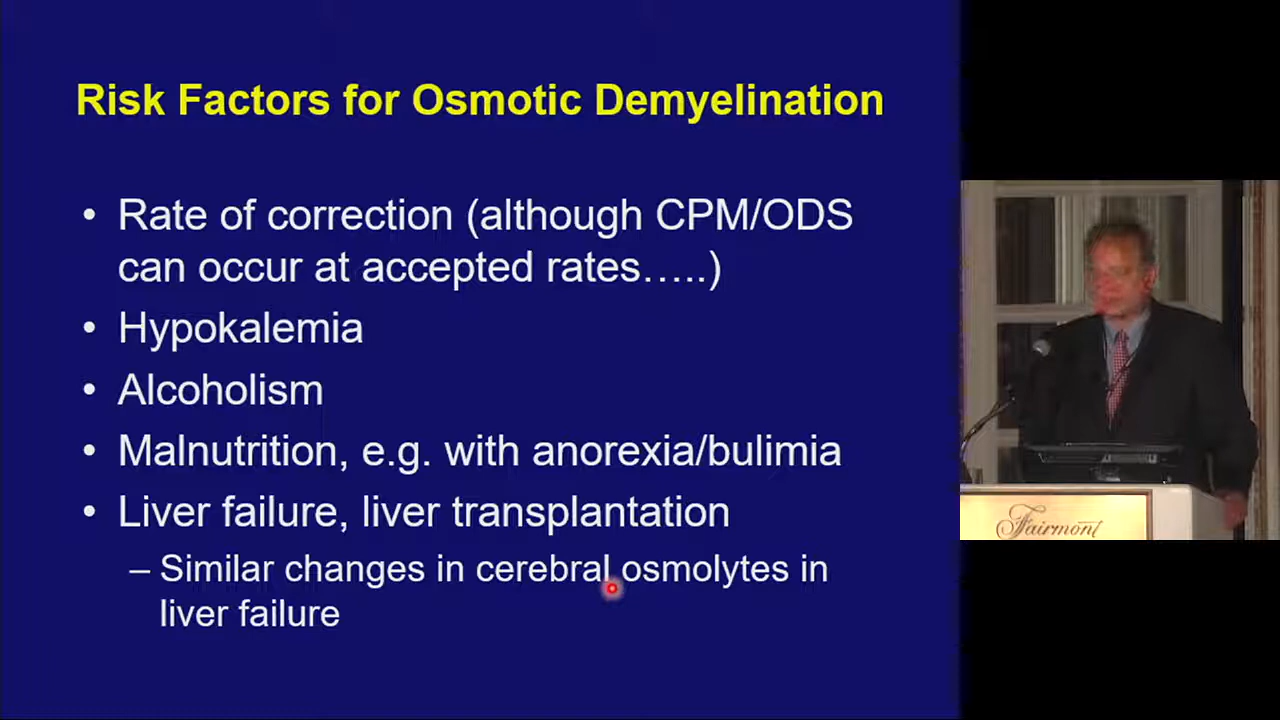 Risk Factors for Osmotic Demyelination
• Rate of correction (although CPM/ODS
can occur at accepted rates…..)
• Hypokalemia
• Alcoholism
• Malnutrition, e.g. with anorexia/bulimia
• Liver failure, liver transplantation
– Similar changes in cerebral osmolytes in
liver failure
Fairmont